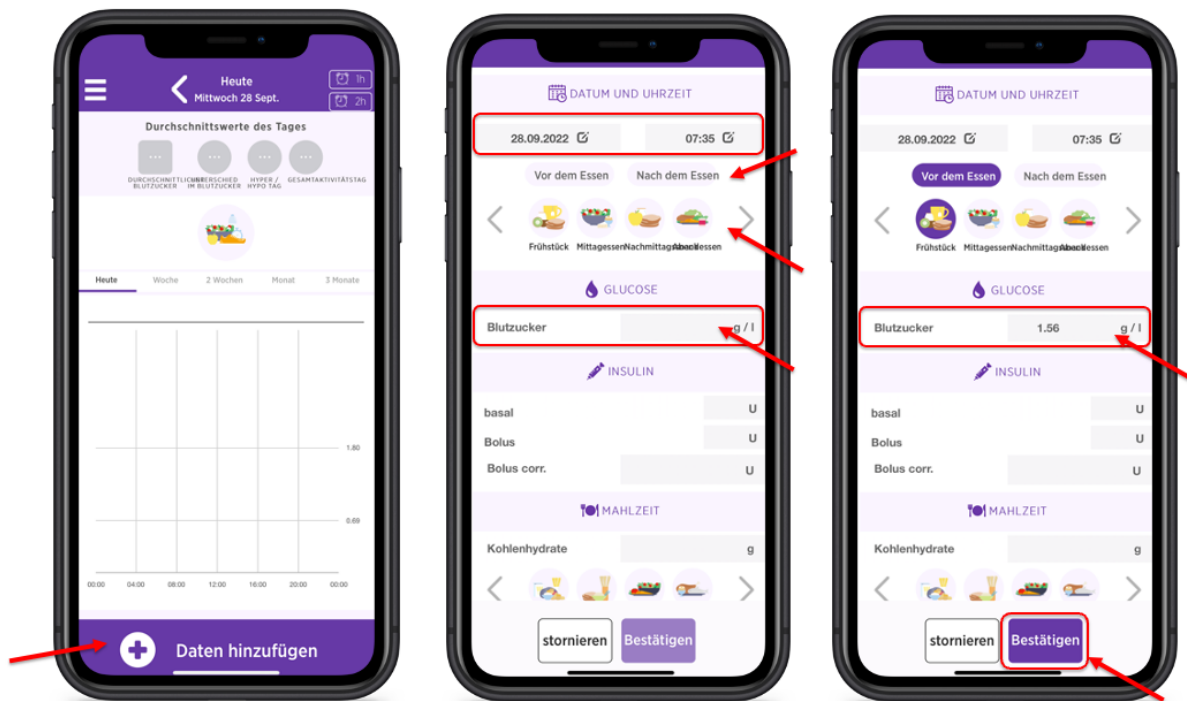 Heute
Mittwoch 28 Sept.
1h
2h
Durchschnittswerte des Tages
... ... ... ...
BLUTZUCKER IM BLUTZUCKER HYPER / HYPO TAG GESAMTAKTIVITÄTSTAG
Heute Woche 2 Wochen Monat 3 Monate
1.80
0.69
00:00 04:00 08:00 12:00 16:00 20:00 00:00
Daten hinzufügen
DATUM UND UHRZEIT
28.09.2022 07:35
Vor dem Essen Nach dem Essen
Frühstück Mittagessen
GLUCOSE
Blutzucker g / l
INSULIN
basal U
Bolus U
Bolus corr. U
MAHLZEIT
Kohlenhydrate g
stornieren Bestätigen
DATUM UND UHRZEIT
28.09.2022 07:35
Vor dem Essen Nach dem Essen
Frühstück Mittagessen
GLUCOSE
Blutzucker 1.56 g / l
INSULIN
basal U
Bolus U
Bolus corr. U
MAHLZEIT
Kohlenhydrate g
stornieren Bestätigen